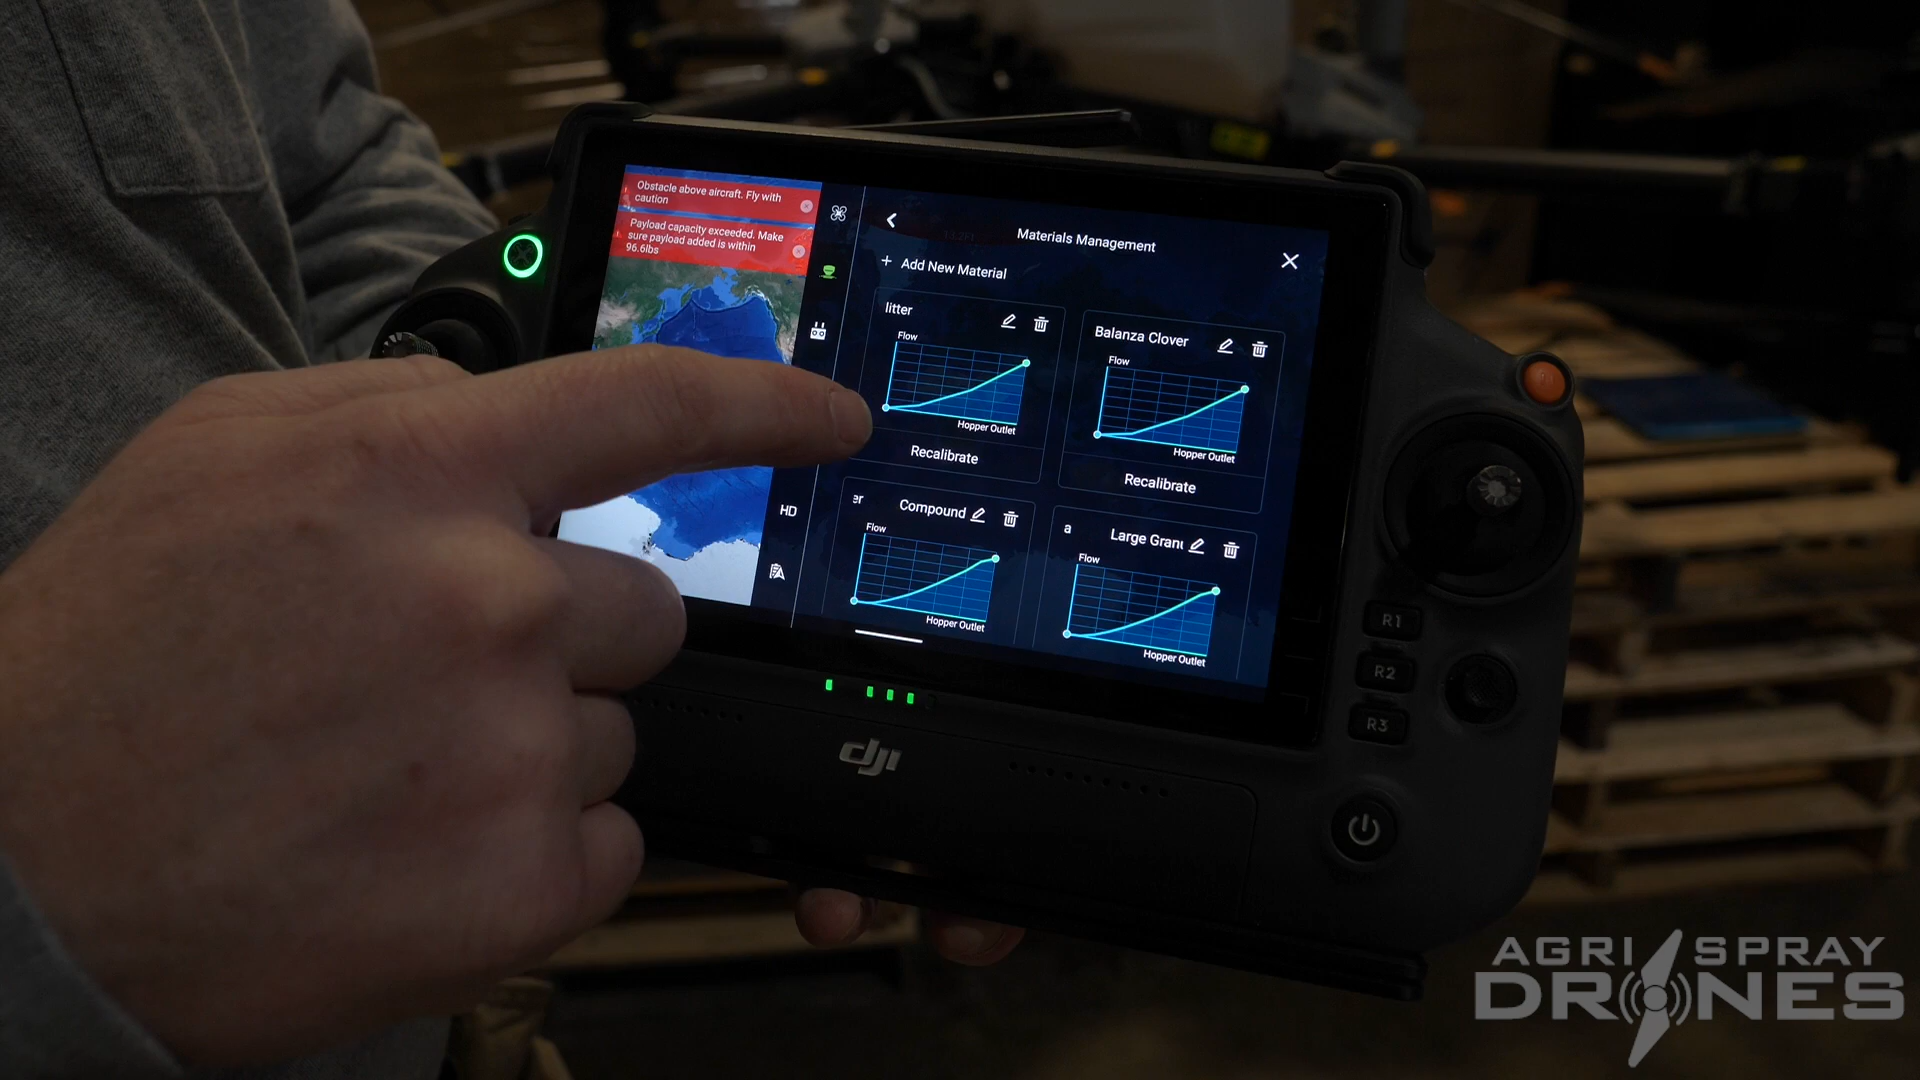 Obstacle above aircraft. Fly with
caution
Payload capacity exceeded. Make
sure payload added is within
96.6lbs
HD
Materials Management
+ Add New Material
litter
Flow
Hopper Outlet
Recalibrate
Balanza Clover
Flow
Hopper Outlet
Recalibrate
er Compound
Flow
Hopper Outlet
a Large Granu
Flow
Hopper Outlet
R1
R2
R3
dji
AGRI SPRAY
DRONES